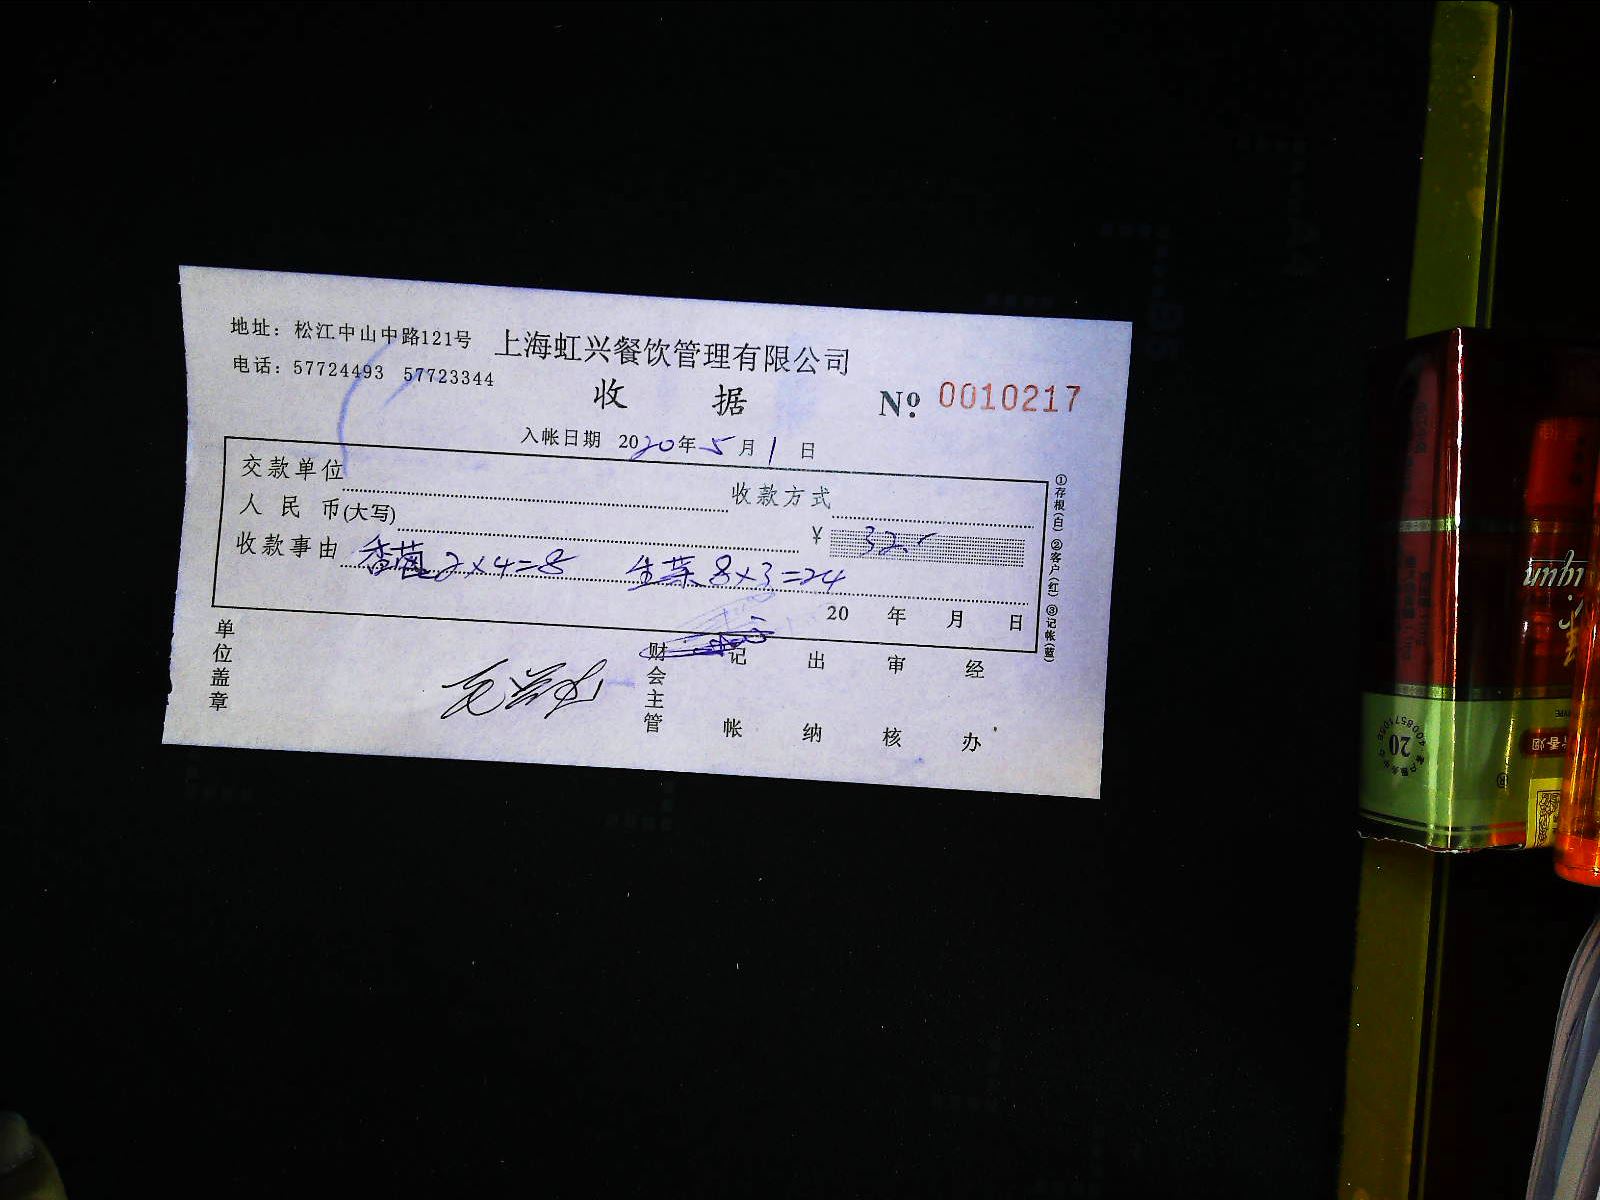 地址：松江中山中路121号 上海虹兴餐饮管理有限公司
电话：57724493 57723344
收 据 Nº 0010217
入帐日期 2020年5月1日
交款单位 收款方式
人民币(大写) ¥ 32.
收款事由 香菇 2×4=8 生菜 8×3=24
20 年 月 日
①存根(白) ②客户(红) ③记帐(蓝)
单位盖章 财会主管 记帐 出纳 审核 经办
20
4008571058